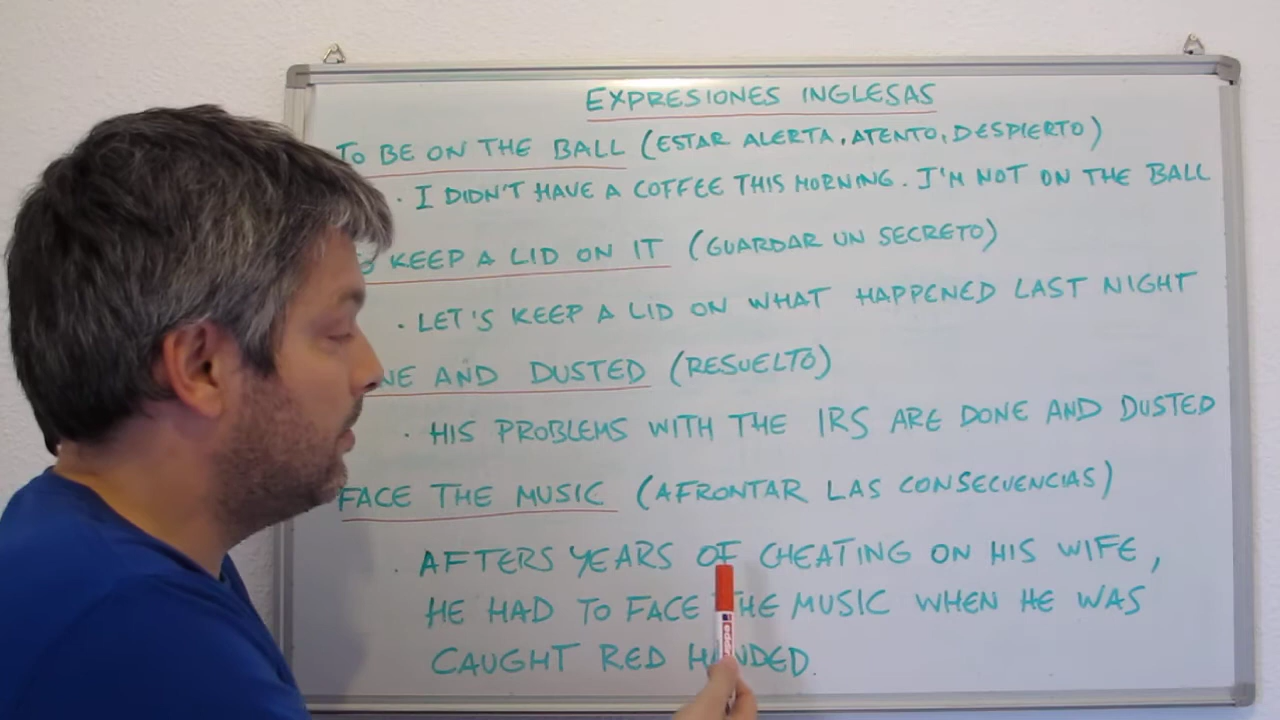 EXPRESIONES INGLESAS
TO BE ON THE BALL (ESTAR ALERTA, ATENTO, DESPIERTO)
· I DIDN'T HAVE A COFFEE THIS MORNING. I'M NOT ON THE BALL
KEEP A LID ON IT (GUARDAR UN SECRETO)
· LET'S KEEP A LID ON WHAT HAPPENED LAST NIGHT
AND DUSTED (RESUELTO)
· HIS PROBLEMS WITH THE IRS ARE DONE AND DUSTED
FACE THE MUSIC (AFRONTAR LAS CONSECUENCIAS)
· AFTERS YEARS OF CHEATING ON HIS WIFE,
HE HAD TO FACE THE MUSIC WHEN HE WAS
CAUGHT RED HANDED.